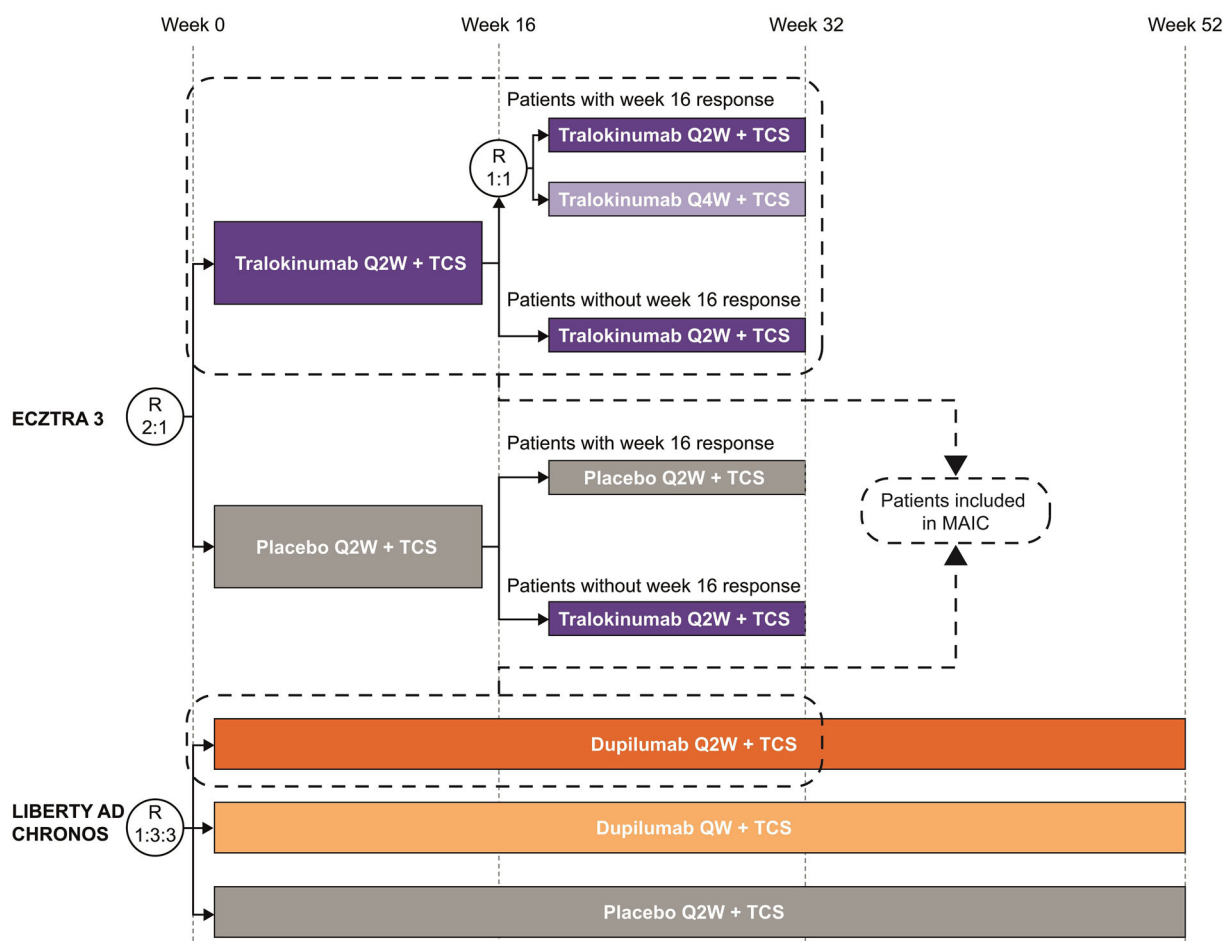 Week 0
Week 16
Week 32
Week 52
Patients with week 16 response
Tralokinumab Q2W + TCS
R
1:1
Tralokinumab Q4W + TCS
Tralokinumab Q2W + TCS
Patients without week 16 response
Tralokinumab Q2W + TCS
ECZTRA 3
R
2:1
Patients with week 16 response
Placebo Q2W + TCS
Patients included
in MAIC
Placebo Q2W + TCS
Patients without week 16 response
Tralokinumab Q2W + TCS
Dupilumab Q2W + TCS
LIBERTY AD
CHRONOS
R
1:3:3
Dupilumab QW + TCS
Placebo Q2W + TCS